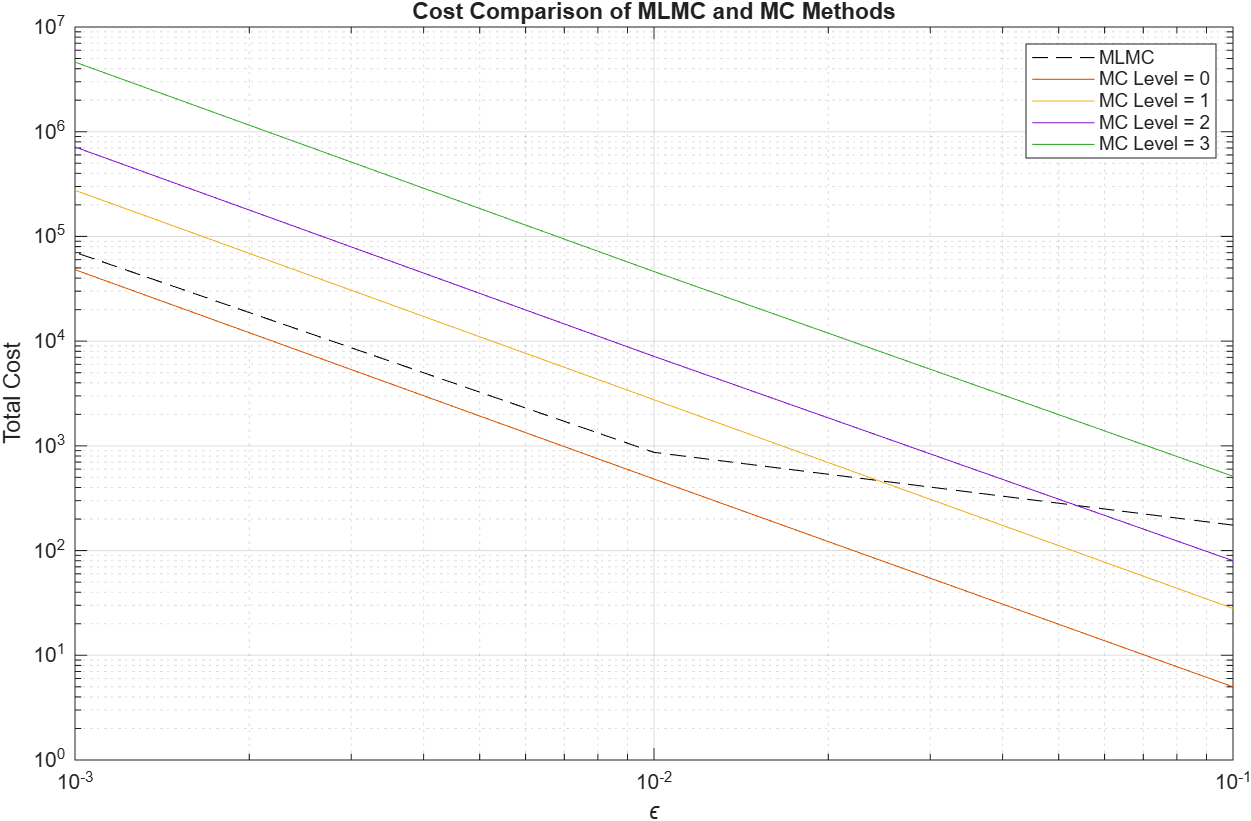 Cost Comparison of MLMC and MC Methods
10^7
10^6
10^5
10^4
10^3
10^2
10^1
10^0
Total Cost
MLMC
MC Level = 0
MC Level = 1
MC Level = 2
MC Level = 3
10^-3 10^-2 10^-1
ϵ